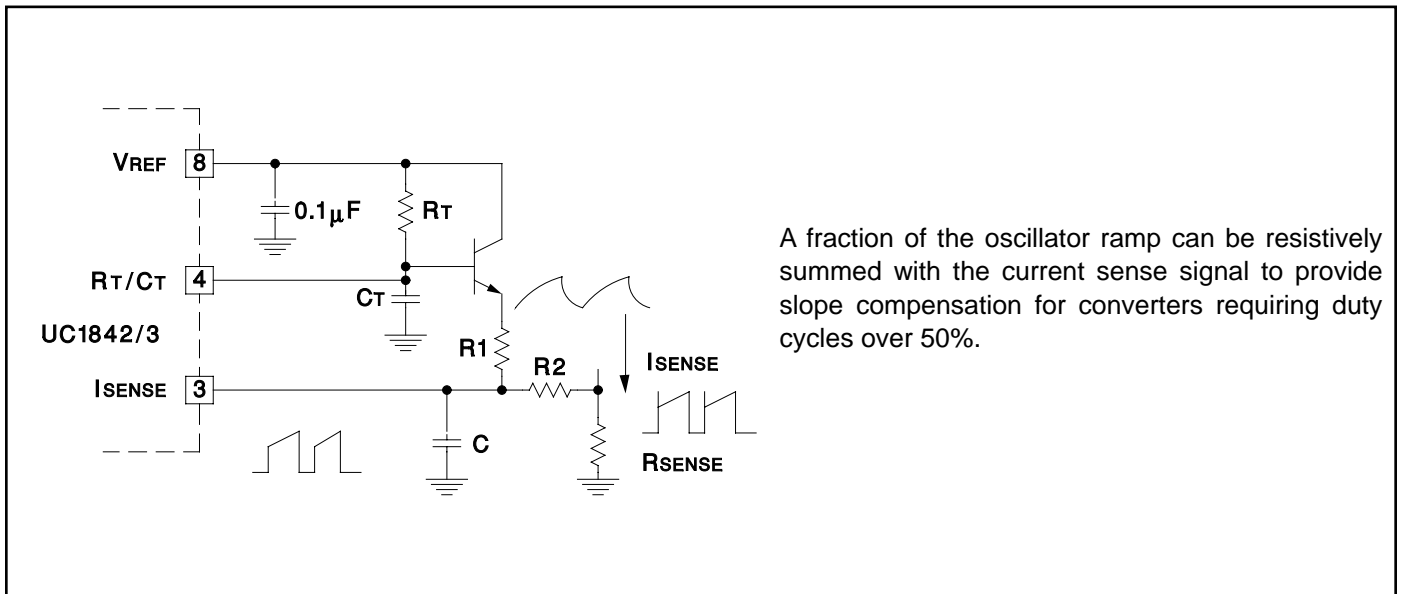 VREF 8
0.1μF
RT
RT/CT 4
CT
UC1842/3
R1
R2
ISENSE
ISENSE 3
C
RSENSE
A fraction of the oscillator ramp can be resistively
summed with the current sense signal to provide
slope compensation for converters requiring duty
cycles over 50%.